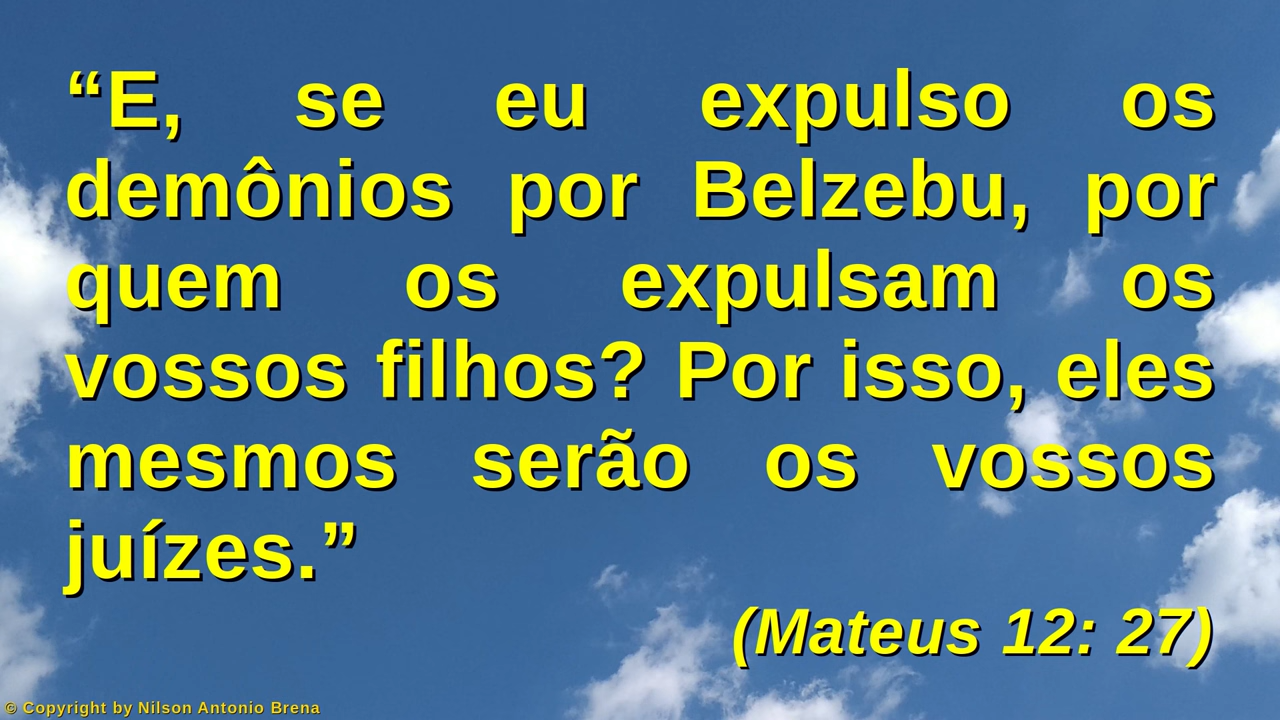 “E, se eu expulso os
demônios por Belzebu, por
quem os expulsam os
vossos filhos? Por isso, eles
mesmos serão os vossos
juízes.”
(Mateus 12: 27)
© Copyright by Nilson Antonio Brena